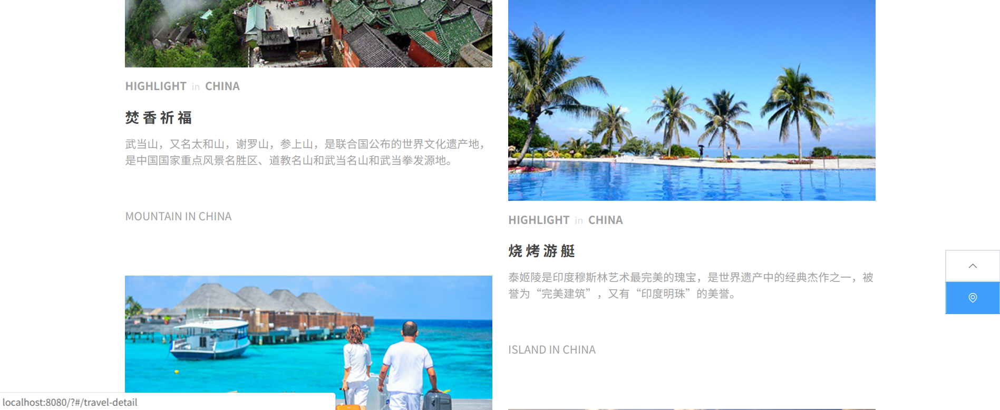 HIGHLIGHT in CHINA
焚香祈福
武当山，又名太和山，谢罗山，参上山，是联合国公布的世界文化遗产地，
是中国国家重点风景名胜区、道教名山和武当名山和武当拳发源地。
MOUNTAIN IN CHINA
HIGHLIGHT in CHINA
烧烤游艇
泰姬陵是印度穆斯林艺术最完美的瑰宝，是世界遗产中的经典杰作之一，被
誉为“完美建筑”，又有“印度明珠”的美誉。
ISLAND IN CHINA
localhost:8080/?#/travel-detail